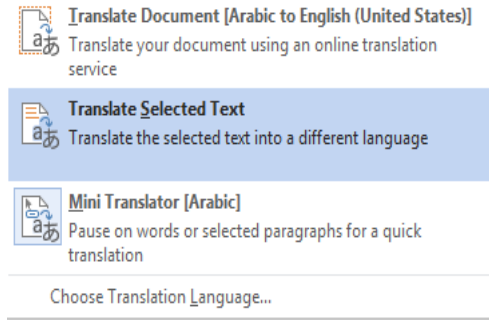 Translate Document [Arabic to English (United States)]
Translate your document using an online translation
service
Translate Selected Text
Translate the selected text into a different language
Mini Translator [Arabic]
Pause on words or selected paragraphs for a quick
translation
Choose Translation Language...